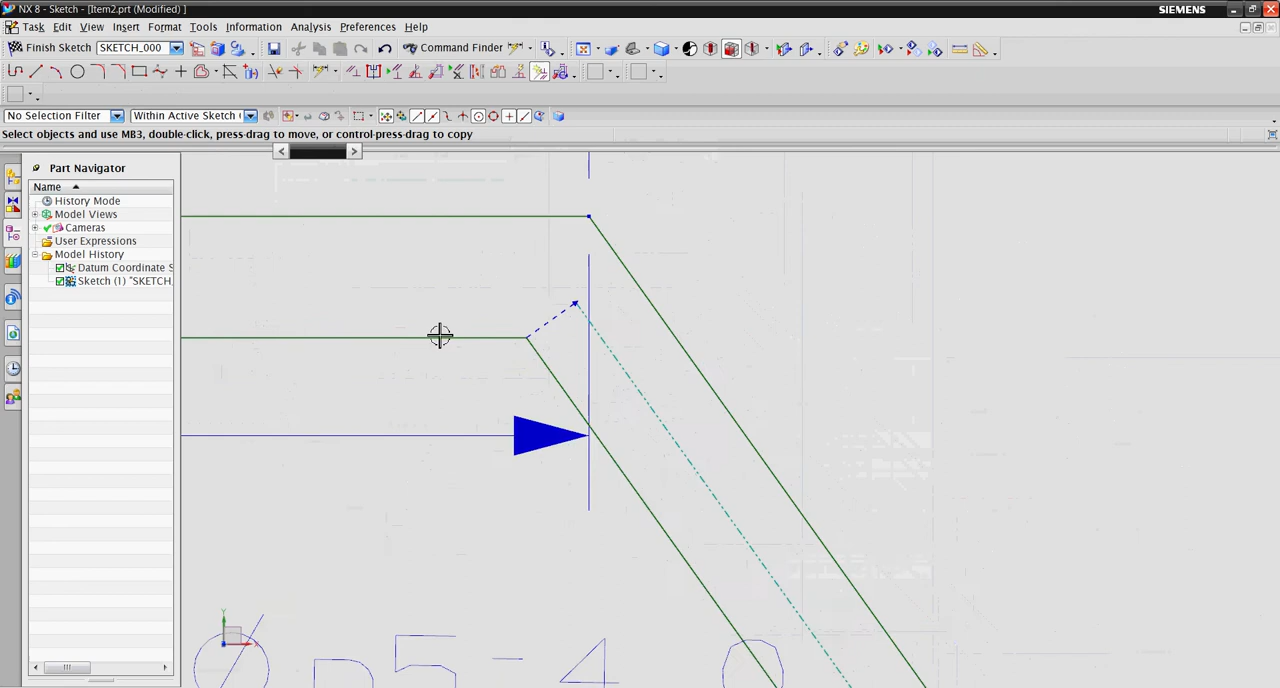 NX 8 - Sketch - [Item2.prt (Modified) ]
SIEMENS
Task Edit View Insert Format Tools Information Analysis Preferences Help
Finish Sketch SKETCH_000 Command Finder
No Selection Filter Within Active Sketch
Select objects and use MB3, double-click, press-drag to move, or control-press-drag to copy
Part Navigator
Name
History Mode
Model Views
Cameras
User Expressions
Model History
Datum Coordinate S
Sketch (1) "SKETCH_
Y
X